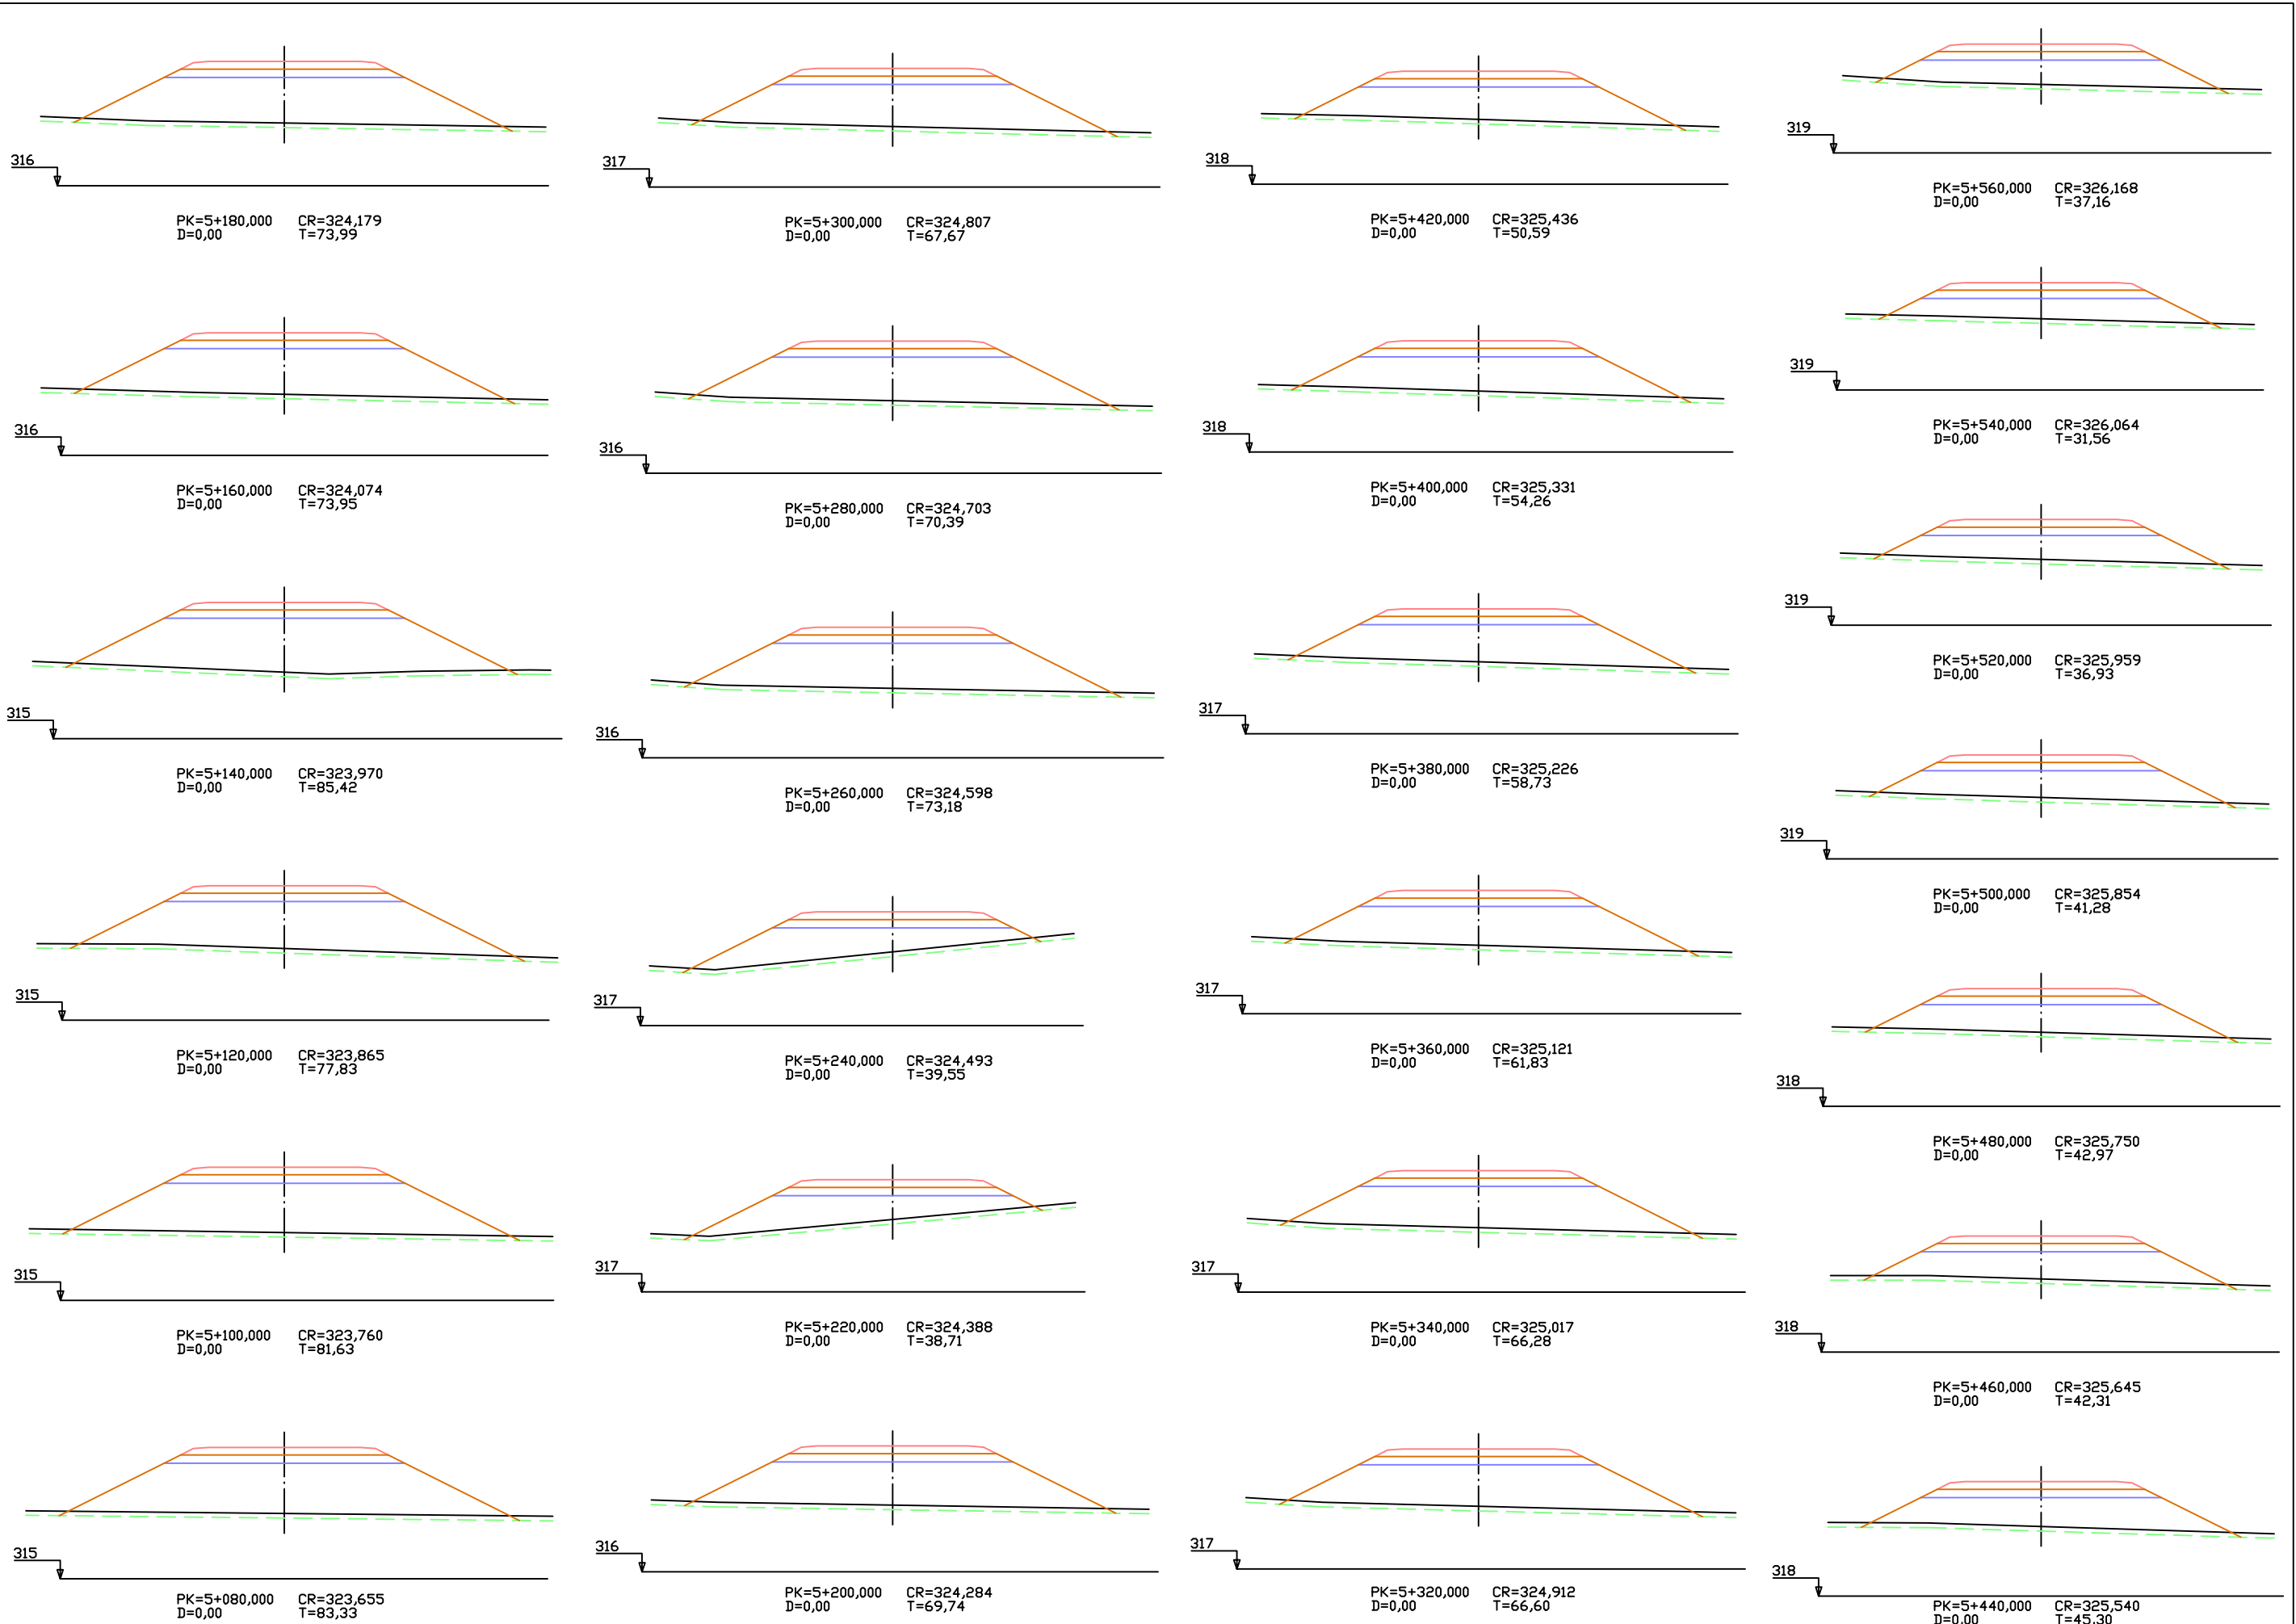 316
PK=5+180,000 CR=324,179
D=0,00 T=73,99
316
PK=5+160,000 CR=324,074
D=0,00 T=73,95
315
PK=5+140,000 CR=323,970
D=0,00 T=85,42
315
PK=5+120,000 CR=323,865
D=0,00 T=77,83
315
PK=5+100,000 CR=323,760
D=0,00 T=81,63
315
PK=5+080,000 CR=323,655
D=0,00 T=83,33
317
PK=5+300,000 CR=324,807
D=0,00 T=67,67
316
PK=5+280,000 CR=324,703
D=0,00 T=70,39
316
PK=5+260,000 CR=324,598
D=0,00 T=73,18
317
PK=5+240,000 CR=324,493
D=0,00 T=39,55
317
PK=5+220,000 CR=324,388
D=0,00 T=38,71
316
PK=5+200,000 CR=324,284
D=0,00 T=69,74
318
PK=5+420,000 CR=325,436
D=0,00 T=50,59
318
PK=5+400,000 CR=325,331
D=0,00 T=54,26
317
PK=5+380,000 CR=325,226
D=0,00 T=58,73
317
PK=5+360,000 CR=325,121
D=0,00 T=61,83
317
PK=5+340,000 CR=325,017
D=0,00 T=66,28
317
PK=5+320,000 CR=324,912
D=0,00 T=66,60
319
PK=5+560,000 CR=326,168
D=0,00 T=37,16
319
PK=5+540,000 CR=326,064
D=0,00 T=31,56
319
PK=5+520,000 CR=325,959
D=0,00 T=36,93
319
PK=5+500,000 CR=325,854
D=0,00 T=41,28
318
PK=5+480,000 CR=325,750
D=0,00 T=42,97
318
PK=5+460,000 CR=325,645
D=0,00 T=42,31
318
PK=5+440,000 CR=325,540
D=0,00 T=45,30